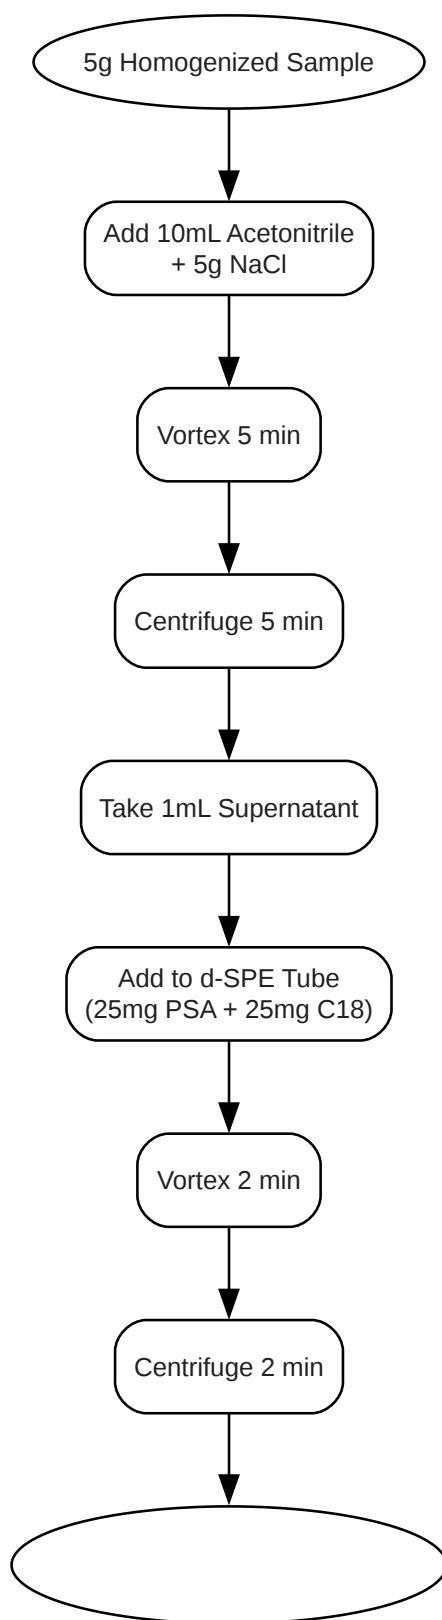 5g Homogenized Sample
Add 10mL Acetonitrile
+ 5g NaCl
Vortex 5 min
Centrifuge 5 min
Take 1mL Supernatant
Add to d-SPE Tube
(25mg PSA + 25mg C18)
Vortex 2 min
Centrifuge 2 min